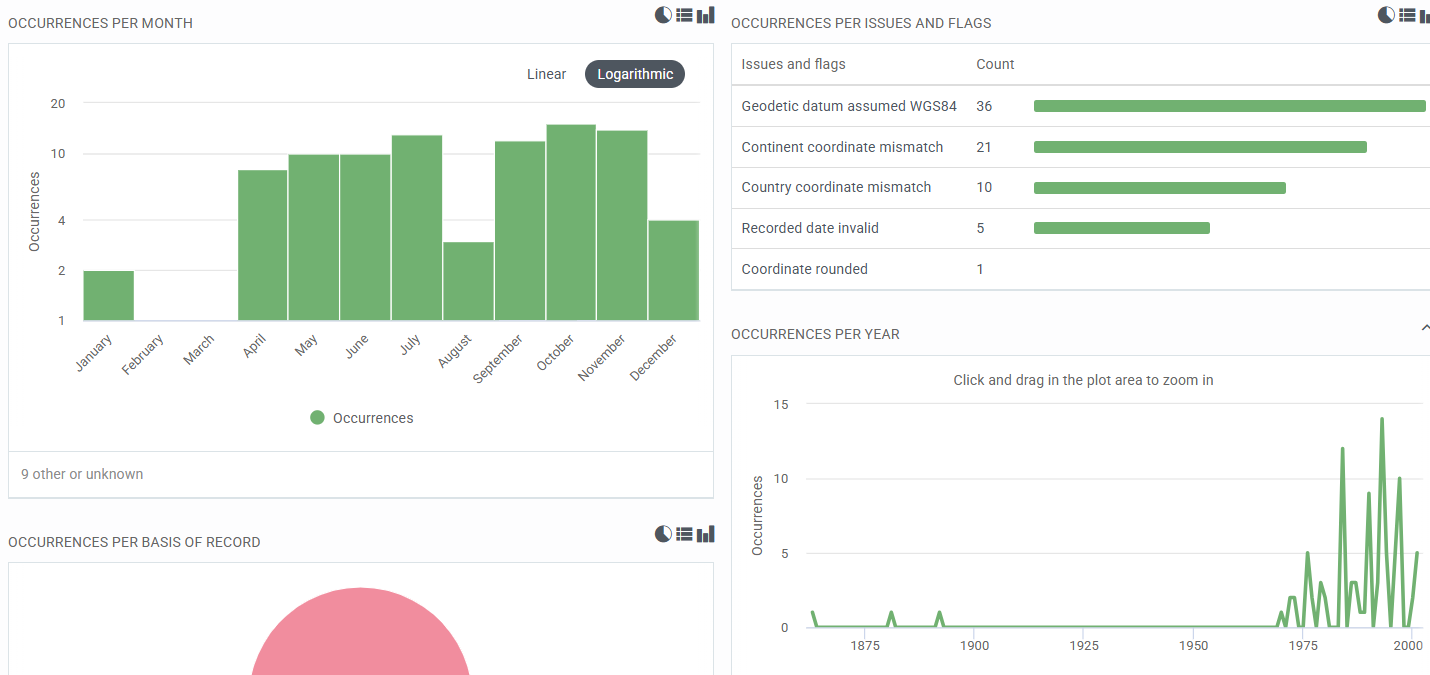 OCCURRENCES PER MONTH
Linear
Logarithmic
20
10
4
2
1
Occurrences
January
February
March
April
May
June
July
August
September
October
November
December
Occurrences
9 other or unknown
OCCURRENCES PER BASIS OF RECORD
OCCURRENCES PER ISSUES AND FLAGS
Issues and flags Count
Geodetic datum assumed WGS84 36
Continent coordinate mismatch 21
Country coordinate mismatch 10
Recorded date invalid 5
Coordinate rounded 1
OCCURRENCES PER YEAR
Click and drag in the plot area to zoom in
15
10
5
0
Occurrences
1875 1900 1925 1950 1975 2000